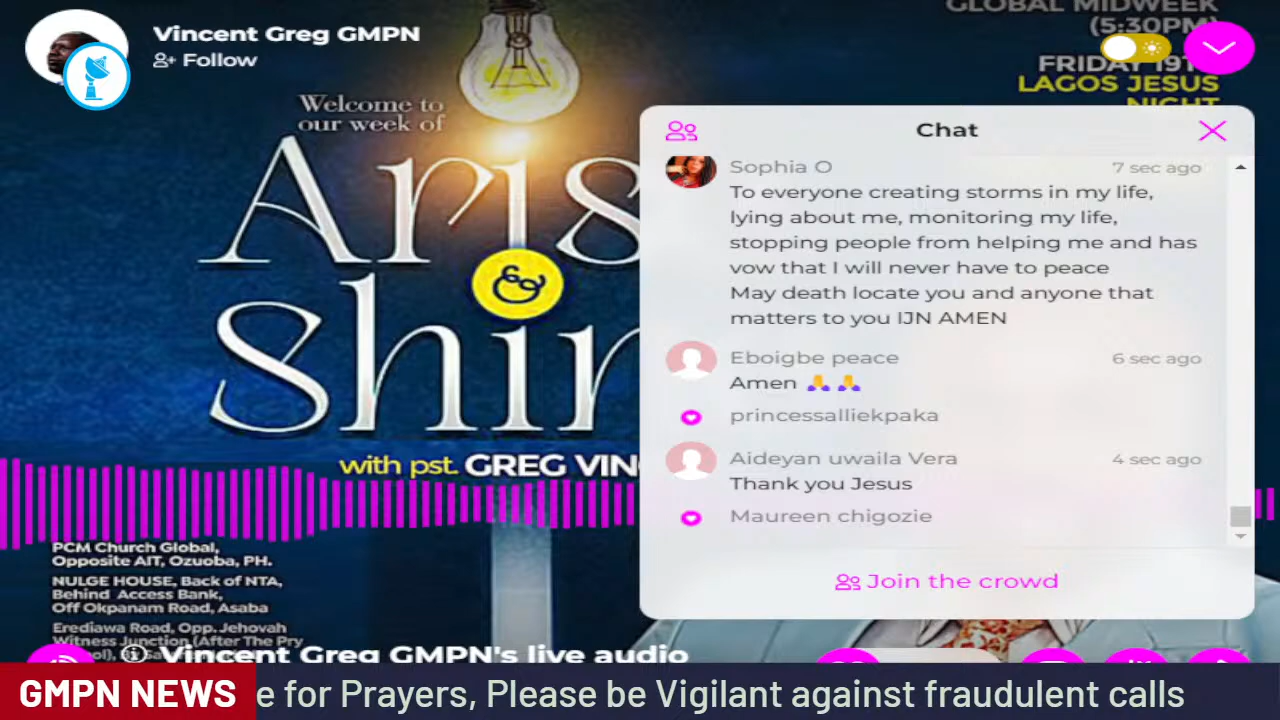 Vincent Greg GMPN
Follow
GLOBAL MIDWEEK
(5:30PM)
FRIDAY 19T
LAGOS JESUS
NIGHT
Welcome to
our week of
Aris
&
Shin
with pst. GREG VIN
PCM Church Global,
Opposite AIT, Ozuoba, PH.
NULGE HOUSE, Back of NTA,
Behind Access Bank,
Off Okpanam Road, Asaba
Erediawa Road, Opp. Jehovah
Witness Junction (After The Pry
Chat
Sophia O 7 sec ago
To everyone creating storms in my life,
lying about me, monitoring my life,
stopping people from helping me and has
vow that I will never have to peace
May death locate you and anyone that
matters to you IJN AMEN
Eboigbe peace 6 sec ago
Amen 🙏 🙏
princessalliekpaka
Aideyan uwaila Vera 4 sec ago
Thank you Jesus
Maureen chigozie
Join the crowd
Vincent Greg GMPN's live audio
GMPN NEWS e for Prayers, Please be Vigilant against fraudulent calls